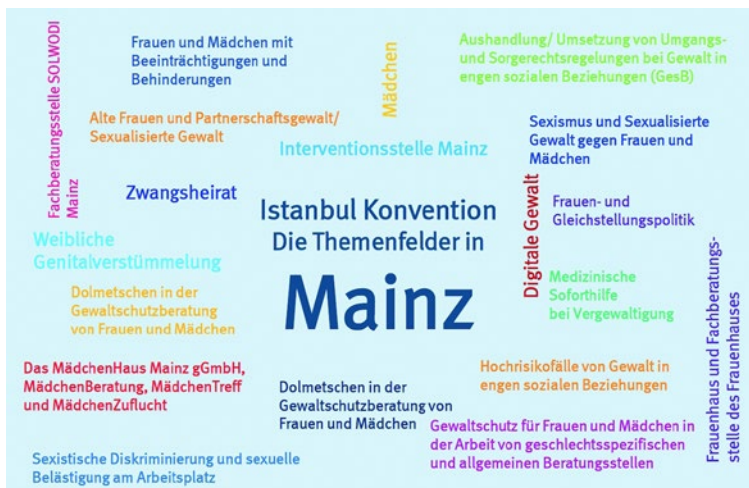 Fachberatungsstelle SOLWODI
Mainz
Frauen und Mädchen mit
Beeinträchtigungen und
Behinderungen
Mädchen
Aushandlung/ Umsetzung von Umgangs-
und Sorgerechtsregelungen bei Gewalt in
engen sozialen Beziehungen (GesB)
Alte Frauen und Partnerschaftsgewalt/
Sexualisierte Gewalt
Interventionsstelle Mainz
Sexismus und Sexualisierte
Gewalt gegen Frauen und
Mädchen
Zwangsheirat
Istanbul Konvention
Die Themenfelder in
Mainz
Digitale Gewalt
Frauen- und
Gleichstellungspolitik
Weibliche
Genitalverstümmelung
Medizinische
Soforthilfe
bei Vergewaltigung
Frauenhaus und Fachberatungs-
stelle des Frauenhauses
Dolmetschen in der
Gewaltschutzberatung
von Frauen und Mädchen
Das MädchenHaus Mainz gGmbH,
MädchenBeratung, MädchenTreff
und MädchenZuflucht
Dolmetschen in der
Gewaltschutzberatung von
Frauen und Mädchen
Hochrisikofälle von Gewalt in
engen sozialen Beziehungen
Gewaltschutz für Frauen und Mädchen in
der Arbeit von geschlechtsspezifischen
und allgemeinen Beratungsstellen
Sexistische Diskriminierung und sexuelle
Belästigung am Arbeitsplatz